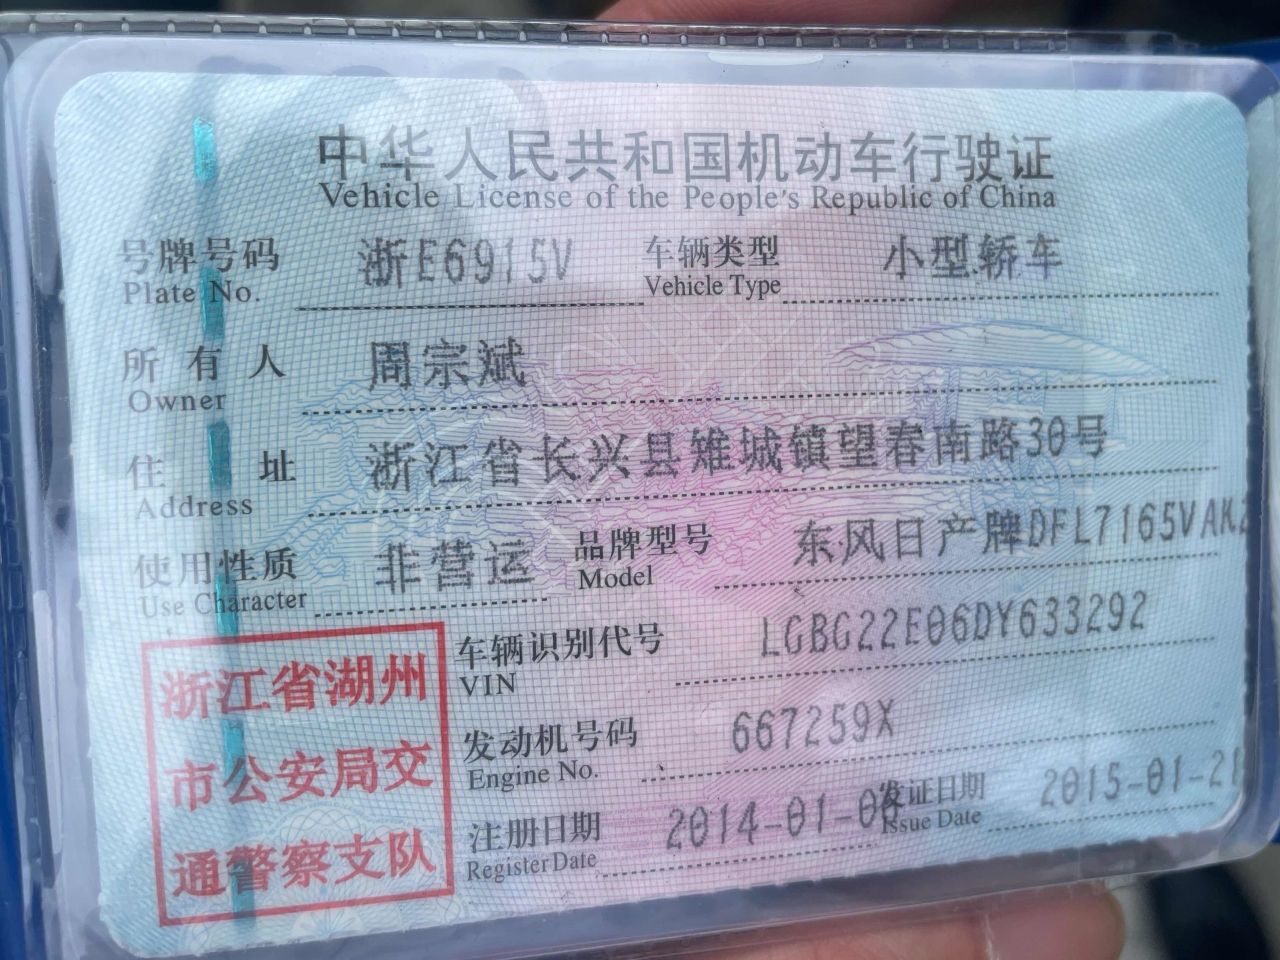 中华人民共和国机动车行驶证
Vehicle License of the People's Republic of China
号牌号码 浙E6915V 车辆类型 小型轿车
Plate No. Vehicle Type
所有人 周宗斌
Owner
住址 浙江省长兴县雉城镇望春南路30号
Address
使用性质 非营运 品牌型号 东风日产牌DFL7165VAK2
Use Character Model
车辆识别代号 LGBG22E06DY633292
VIN
发动机号码 667259X
Engine No.
注册日期 2014-01-08 发证日期 2015-01-21
Register Date Issue Date
浙江省湖州
市公安局交
通警察支队